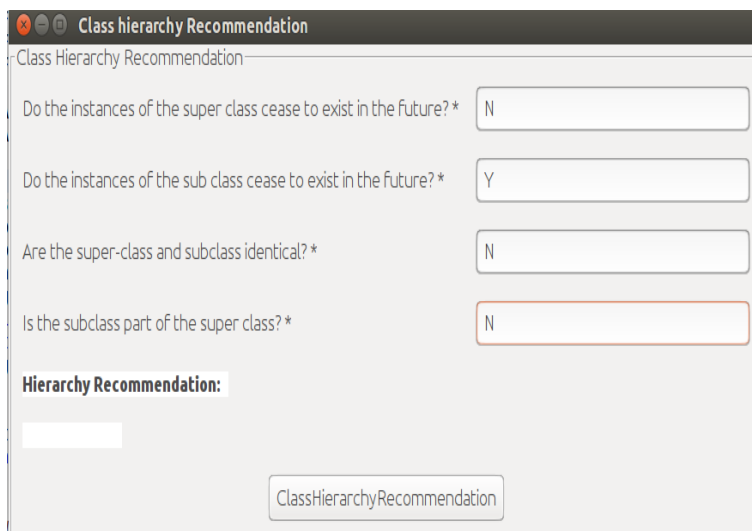 Class hierarchy Recommendation
Class Hierarchy Recommendation
Do the instances of the super class cease to exist in the future? * N
Do the instances of the sub class cease to exist in the future? * Y
Are the super-class and subclass identical? * N
Is the subclass part of the super class? * N
Hierarchy Recommendation:
ClassHierarchyRecommendation